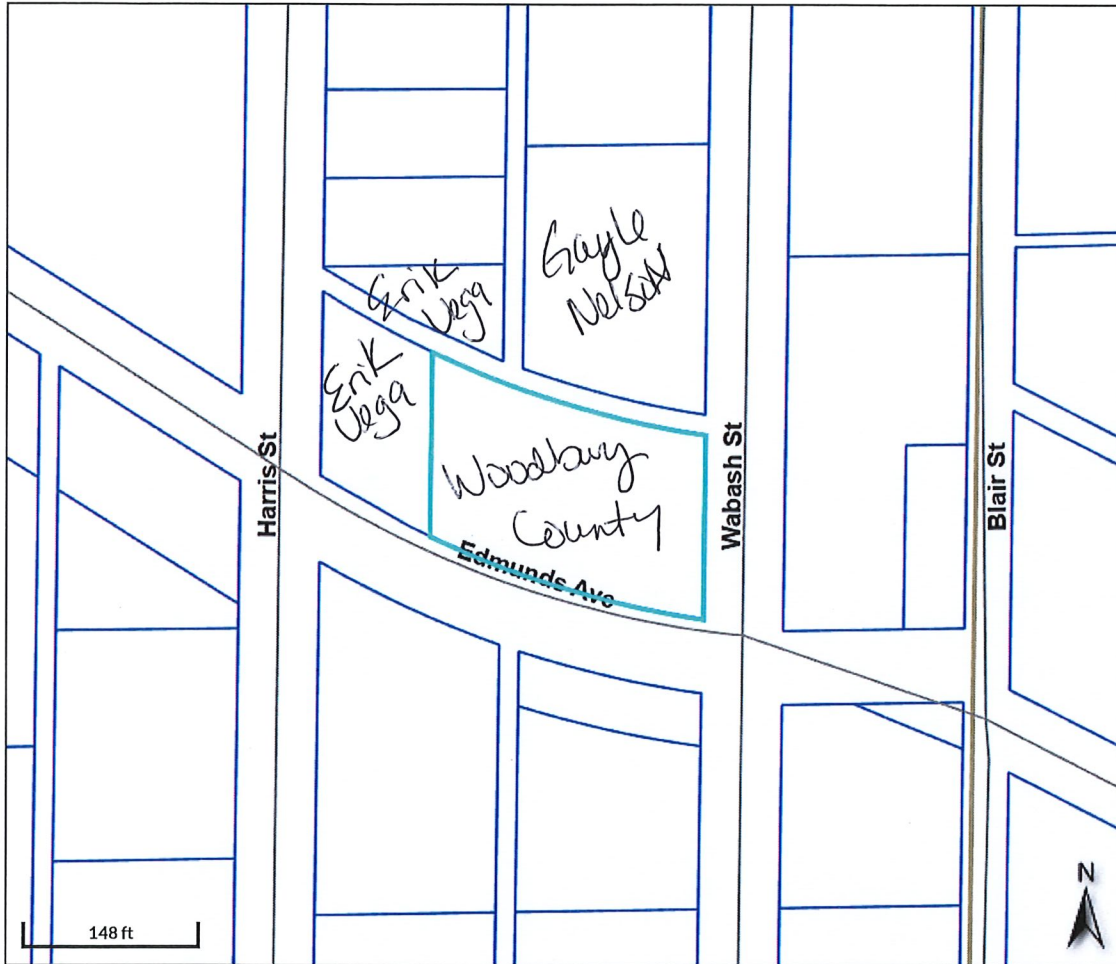 Gayle
Nelson
Erik
Vega
Erik
Vega
Woodbury
County
Harris St
Wabash St
Blair St
Edmunds Ave
148 ft
N